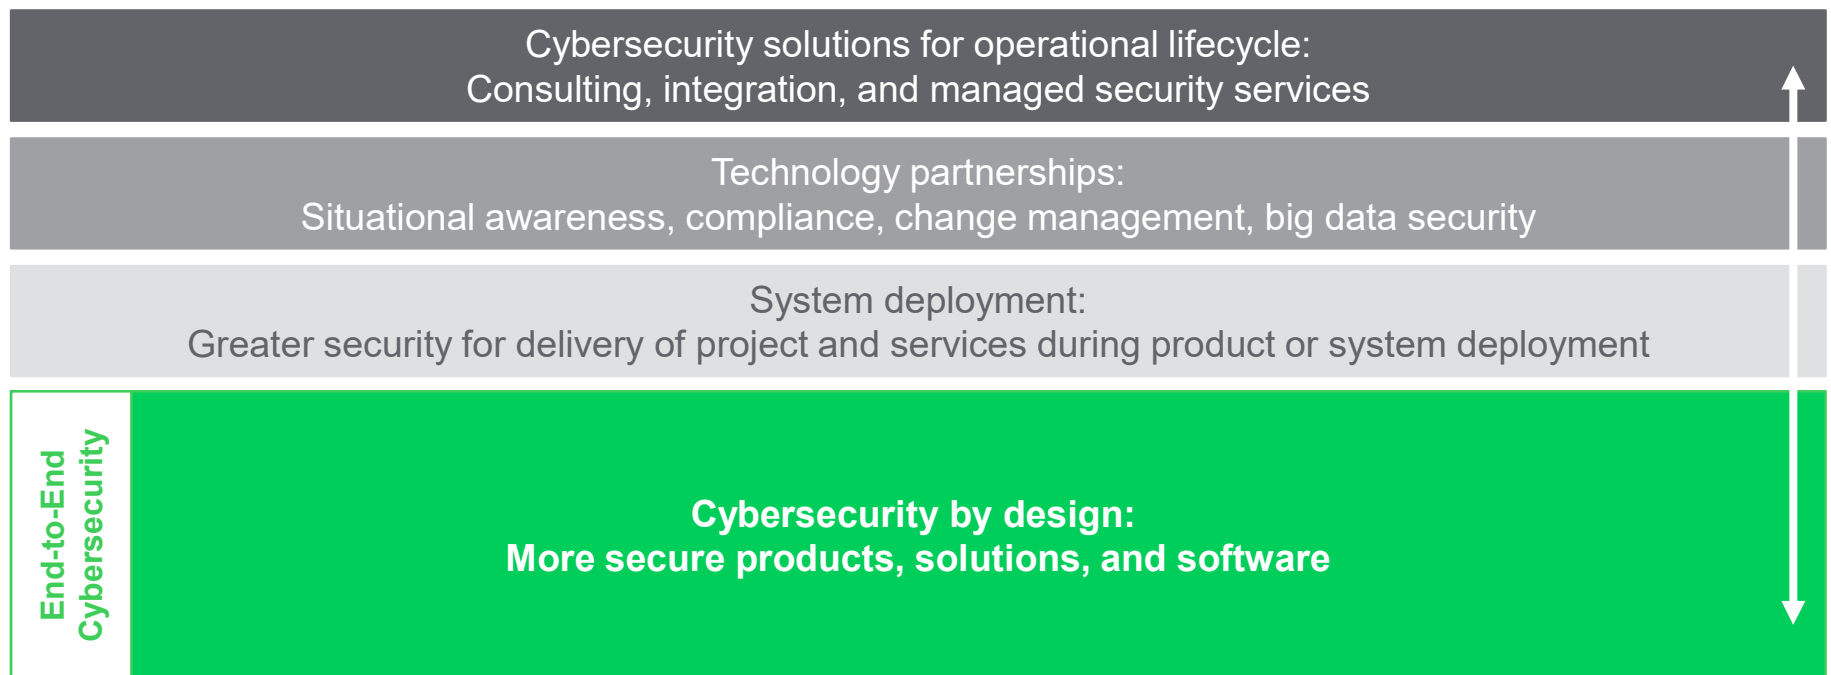 Cybersecurity solutions for operational lifecycle:
Consulting, integration, and managed security services
Technology partnerships:
Situational awareness, compliance, change management, big data security
System deployment:
Greater security for delivery of project and services during product or system deployment
End-to-End
Cybersecurity
Cybersecurity by design:
More secure products, solutions, and software